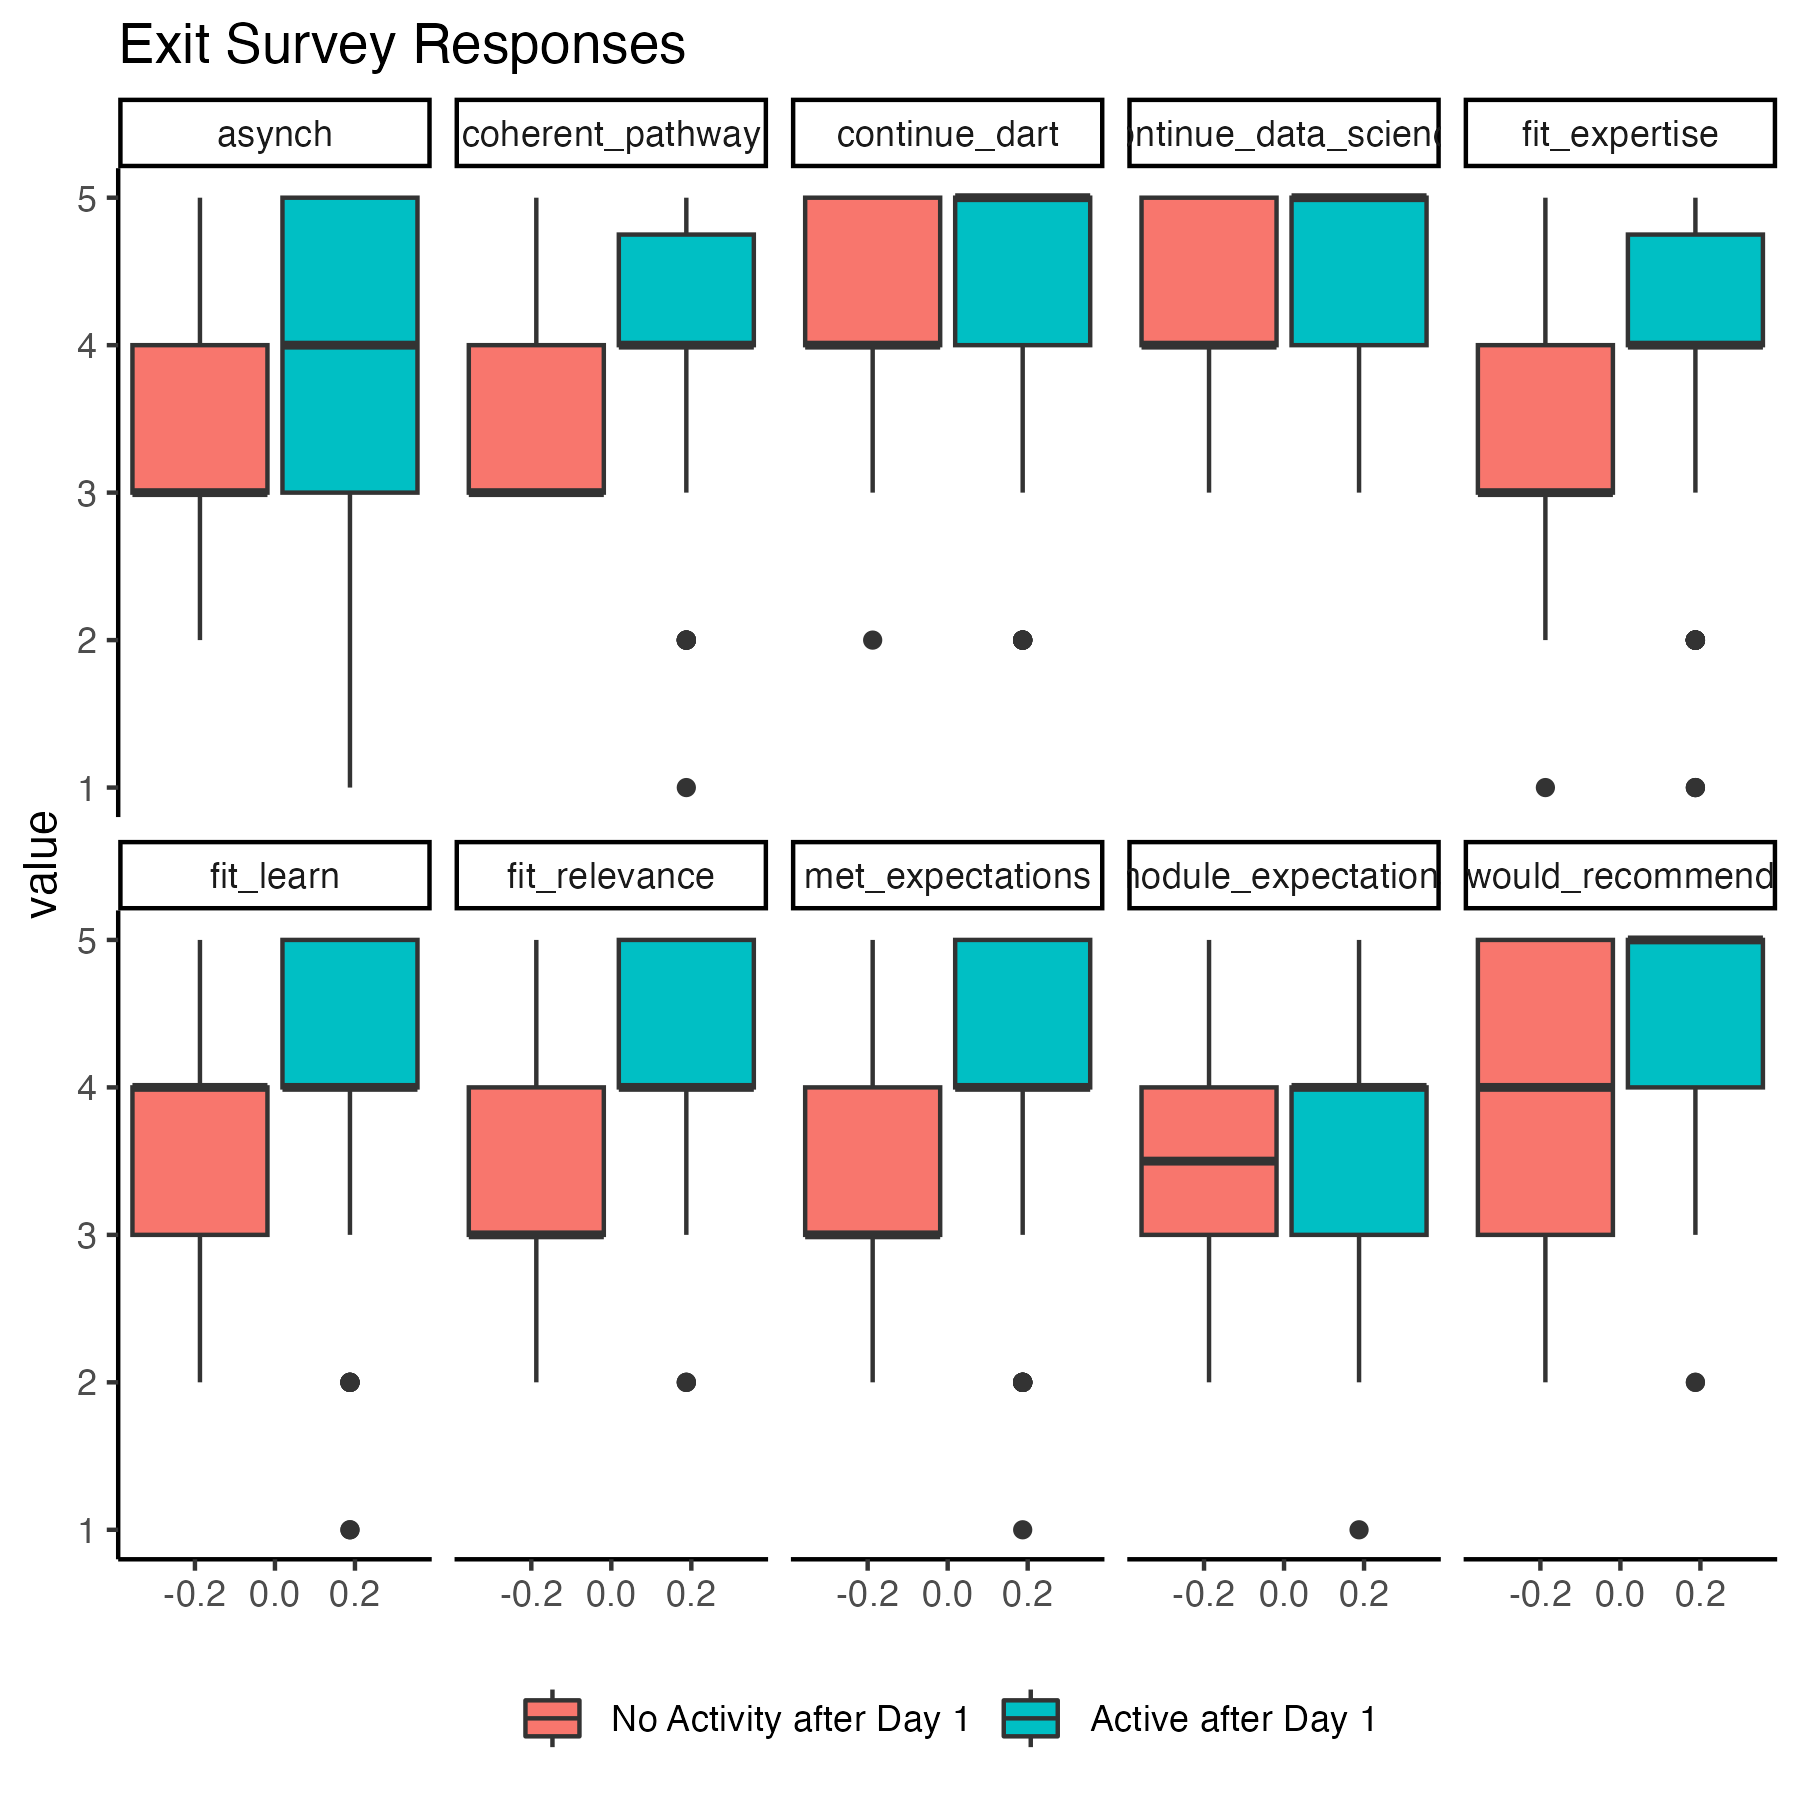 Exit Survey Responses
asynch coherent_pathway continue_dart ntinue_data_scien fit_expertise
5
4
3
2
1
value
fit_learn fit_relevance met_expectations odule_expectation would_recommend
5
4
3
2
1
-0.2 0.0 0.2 -0.2 0.0 0.2 -0.2 0.0 0.2 -0.2 0.0 0.2 -0.2 0.0 0.2
No Activity after Day 1 Active after Day 1